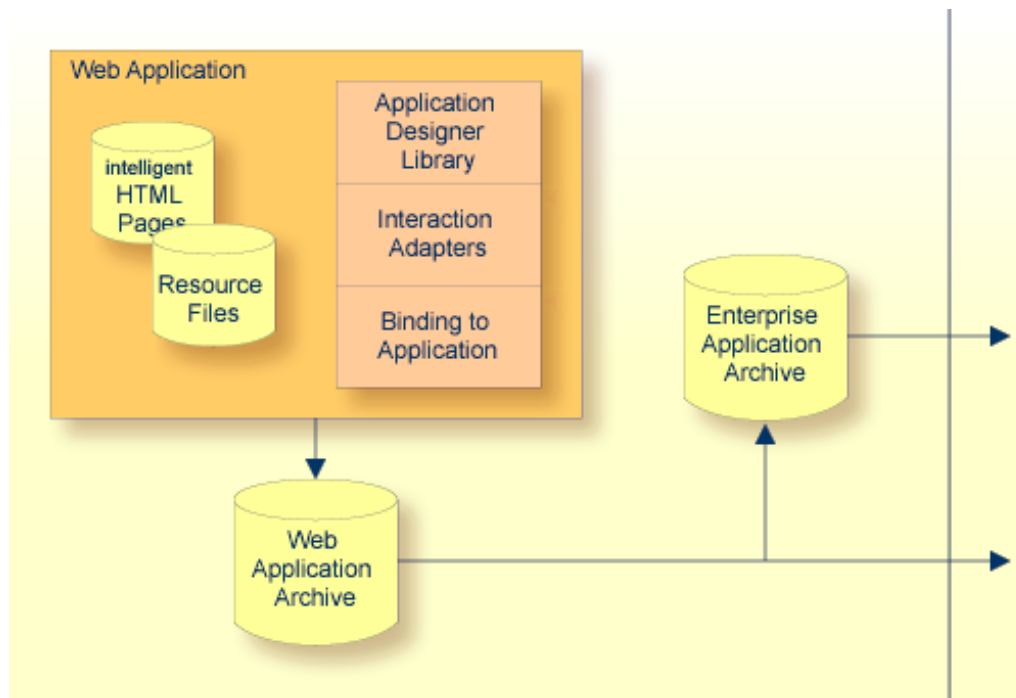 Web Application
intelligent
HTML
Pages
Resource
Files
Application
Designer
Library
Interaction
Adapters
Binding to
Application
Enterprise
Application
Archive
Web
Application
Archive